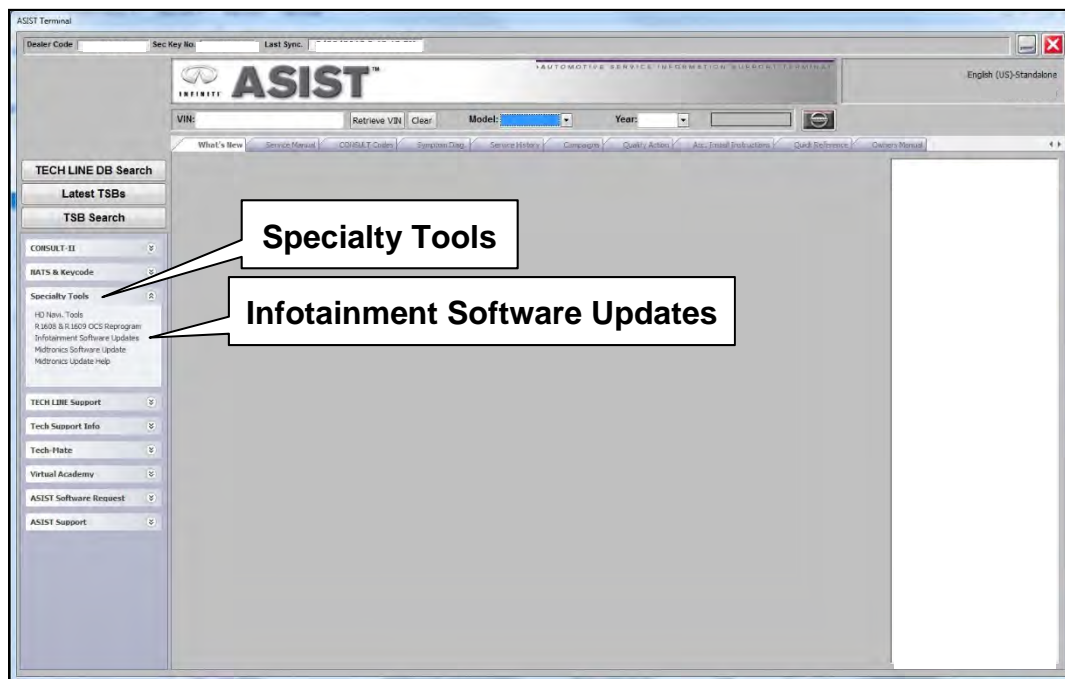 ASIST Terminal
Dealer Code Sec Key No. Last Sync.
INFINITI ASIST™
AUTOMOTIVE SERVICE INFORMATION SUPPORT TERMINAL
English (US)-Standalone
VIN: Retrieve VIN Clear Model: Year:
What's New Service Manual CONSULT Codes Symptom Diag. Service History Campaigns Quality Action Acc. Install Instructions Quick Reference Owners Manual
TECH LINE DB Search
Latest TSBs
TSB Search
Specialty Tools
CONSULT-II
NATS & Keycode
Specialty Tools
Infotainment Software Updates
HD Navi. Tools
R1608 & R1609 OCS Reprogram
Infotainment Software Updates
Midtronics Software Update
Midtronics Update Help
TECH LINE Support
Tech Support Info
Tech-Mate
Virtual Academy
ASIST Software Request
ASIST Support